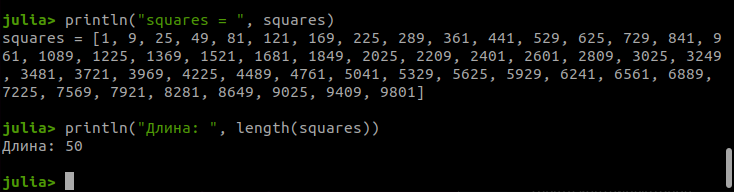 julia> println("squares = ", squares)
squares = [1, 9, 25, 49, 81, 121, 169, 225, 289, 361, 441, 529, 625, 729, 841, 9
61, 1089, 1225, 1369, 1521, 1681, 1849, 2025, 2209, 2401, 2601, 2809, 3025, 3249
, 3481, 3721, 3969, 4225, 4489, 4761, 5041, 5329, 5625, 5929, 6241, 6561, 6889,
7225, 7569, 7921, 8281, 8649, 9025, 9409, 9801]
julia> println("Длина: ", length(squares))
Длина: 50
julia>